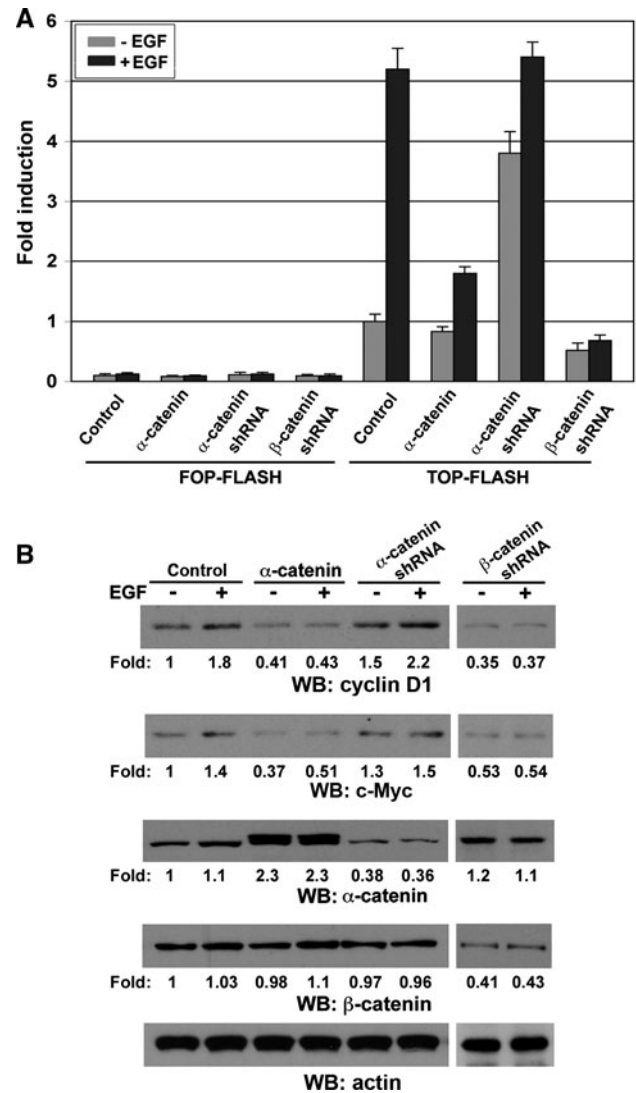 A
- EGF
+EGF
Fold induction
6
5
4
3
2
1
0
Control
α-catenin
α-catenin
shRNA
β-catenin
shRNA
Control
α-catenin
α-catenin
shRNA
β-catenin
shRNA
FOP-FLASH TOP-FLASH
B
Control α-catenin α-catenin shRNA β-catenin shRNA
EGF - + - + - + - +
Fold: 1 1.8 0.41 0.43 1.5 2.2 0.35 0.37
WB: cyclin D1
Fold: 1 1.4 0.37 0.51 1.3 1.5 0.53 0.54
WB: c-Myc
Fold: 1 1.1 2.3 2.3 0.38 0.36 1.2 1.1
WB: α-catenin
Fold: 1 1.03 0.98 1.1 0.97 0.96 0.41 0.43
WB: β-catenin
WB: actin